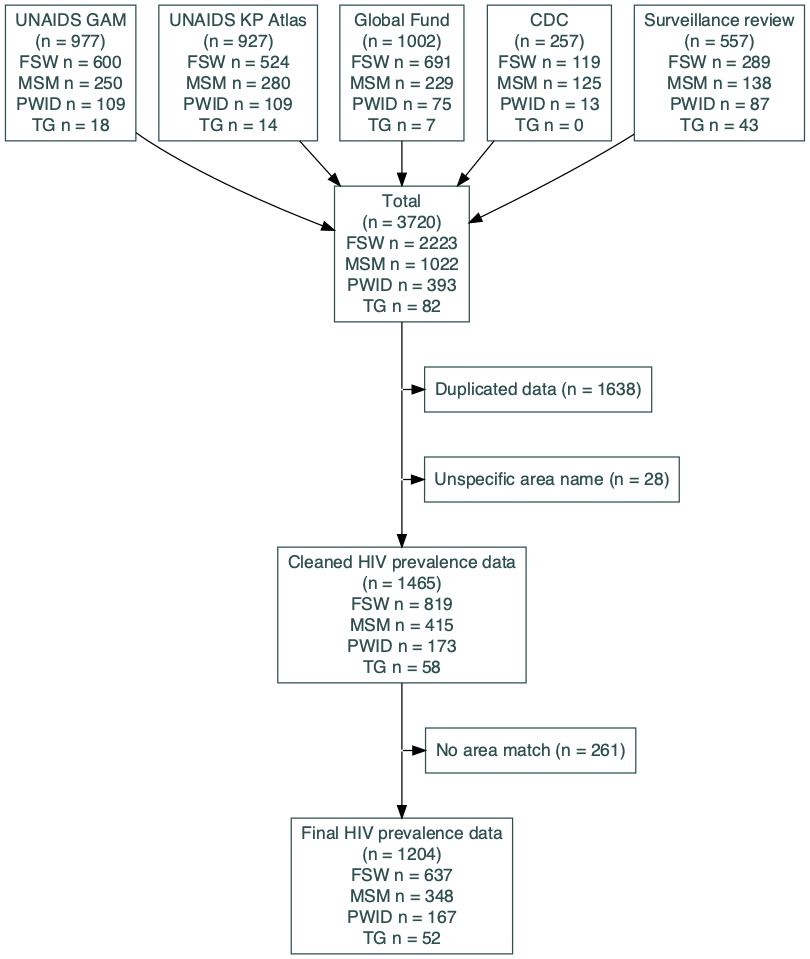 UNAIDS GAM
(n = 977)
FSW n = 600
MSM n = 250
PWID n = 109
TG n = 18
UNAIDS KP Atlas
(n = 927)
FSW n = 524
MSM n = 280
PWID n = 109
TG n = 14
Global Fund
(n = 1002)
FSW n = 691
MSM n = 229
PWID n = 75
TG n = 7
CDC
(n = 257)
FSW n = 119
MSM n = 125
PWID n = 13
TG n = 0
Surveillance review
(n = 557)
FSW n = 289
MSM n = 138
PWID n = 87
TG n = 43
Total
(n = 3720)
FSW n = 2223
MSM n = 1022
PWID n = 393
TG n = 82
Duplicated data (n = 1638)
Unspecific area name (n = 28)
Cleaned HIV prevalence data
(n = 1465)
FSW n = 819
MSM n = 415
PWID n = 173
TG n = 58
No area match (n = 261)
Final HIV prevalence data
(n = 1204)
FSW n = 637
MSM n = 348
PWID n = 167
TG n = 52